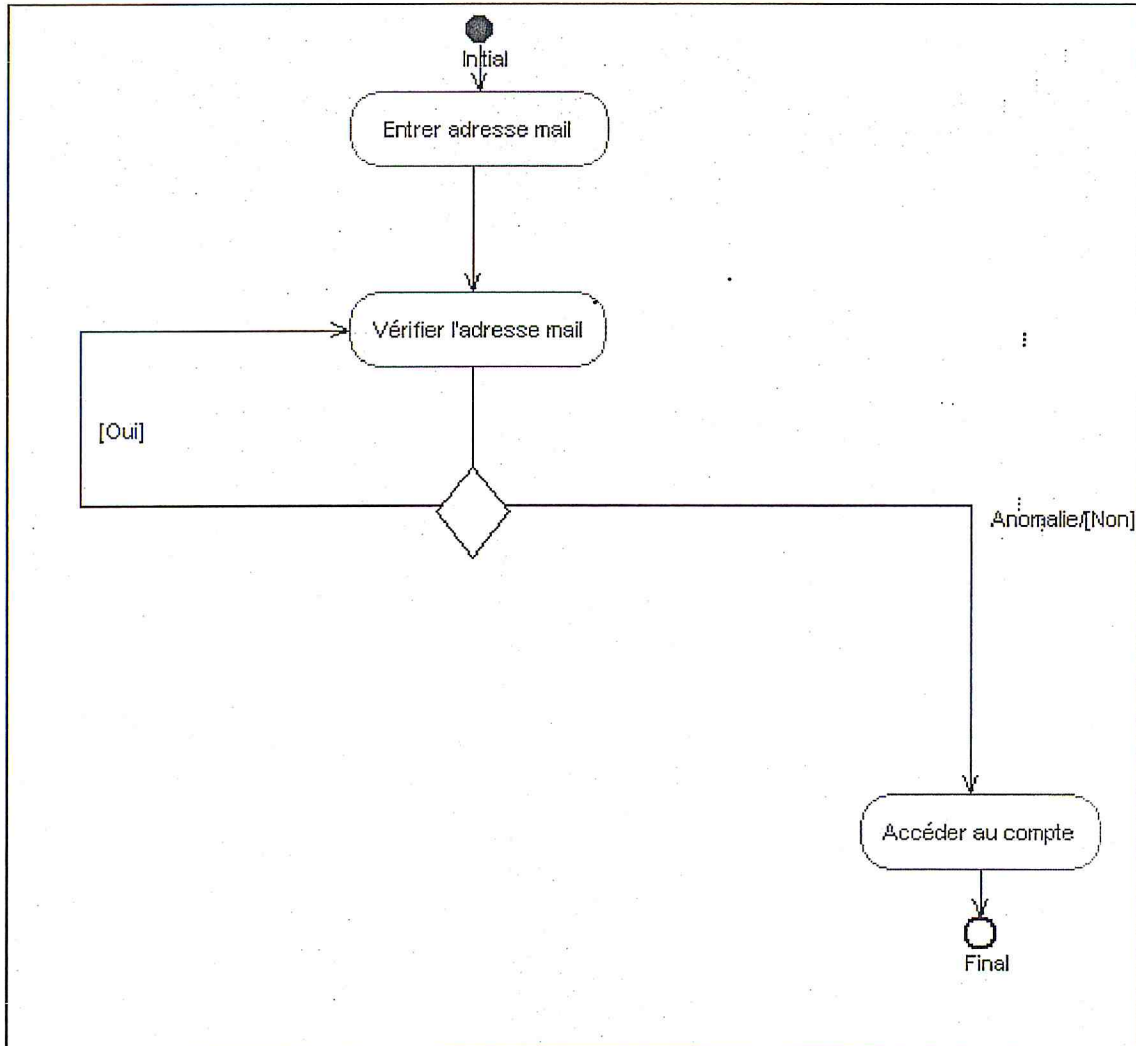 Initial
Entrer adresse mail
Vérifier l'adresse mail
[Oui]
Anomalie/[Non]
Accéder au compte
Final